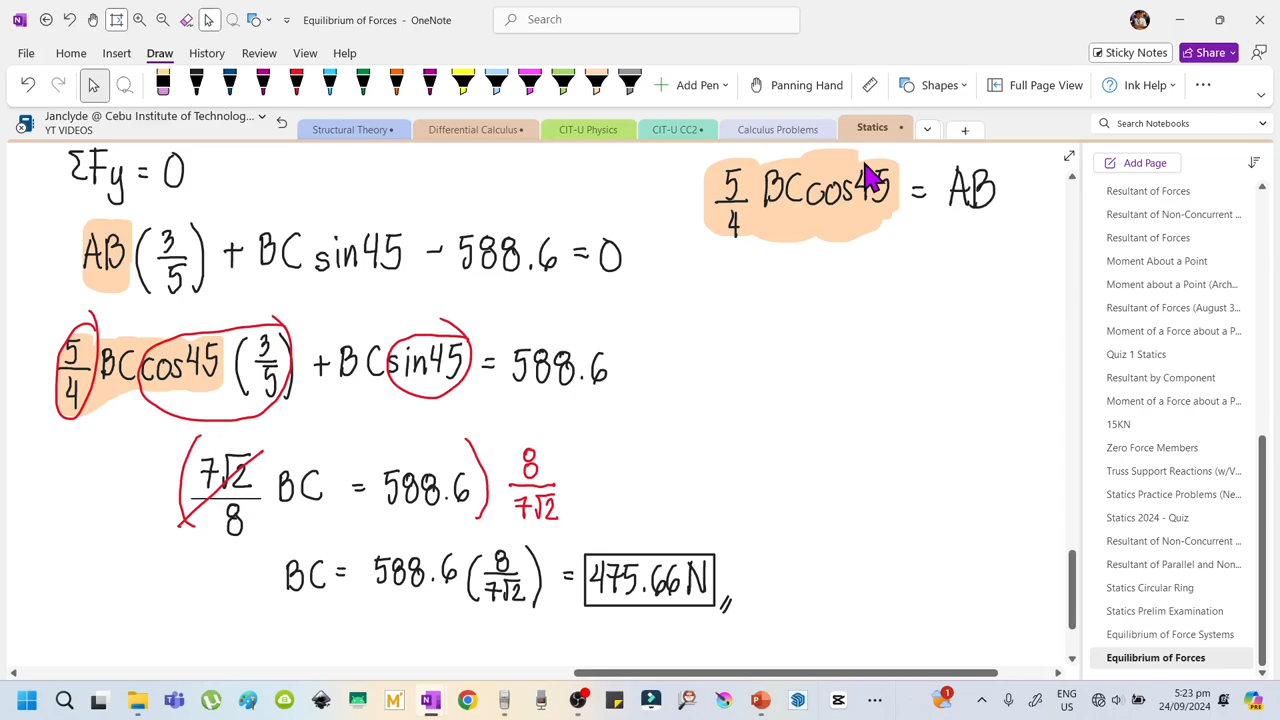 Equilibrium of Forces - OneNote
Search
File Home Insert Draw History Review View Help
Sticky Notes
Share
Add Pen
Panning Hand
Shapes
Full Page View
Ink Help
Janclyde @ Cebu Institute of Technolog...
YT VIDEOS
Structural Theory
Differential Calculus
CIT-U Physics
CIT-U CC2
Calculus Problems
Statics
Search Notebooks
Add Page
ΣFy = 0
5/4 BCcos45 = AB
AB (3/5) + BC sin45 - 588.6 = 0
5/4 BC cos45 (3/5) + BC sin45 = 588.6
(7√2/8 BC = 588.6) 8/7√2
BC = 588.6 (8/7√2) = 475.66 N
Resultant of Forces
Resultant of Non-Concurrent ...
Resultant of Forces
Moment About a Point
Moment about a Point (Arch...
Resultant of Forces (August 3...
Moment of a Force about a P...
Quiz 1 Statics
Resultant by Component
Moment of a Force about a P...
15KN
Zero Force Members
Truss Support Reactions (w/V...
Statics Practice Problems (Ne...
Statics 2024 - Quiz
Resultant of Non-Concurrent ...
Resultant of Parallel and Non...
Statics Circular Ring
Statics Prelim Examination
Equilibrium of Force Systems
Equilibrium of Forces
1
ENG
US
5:23 pm
24/09/2024